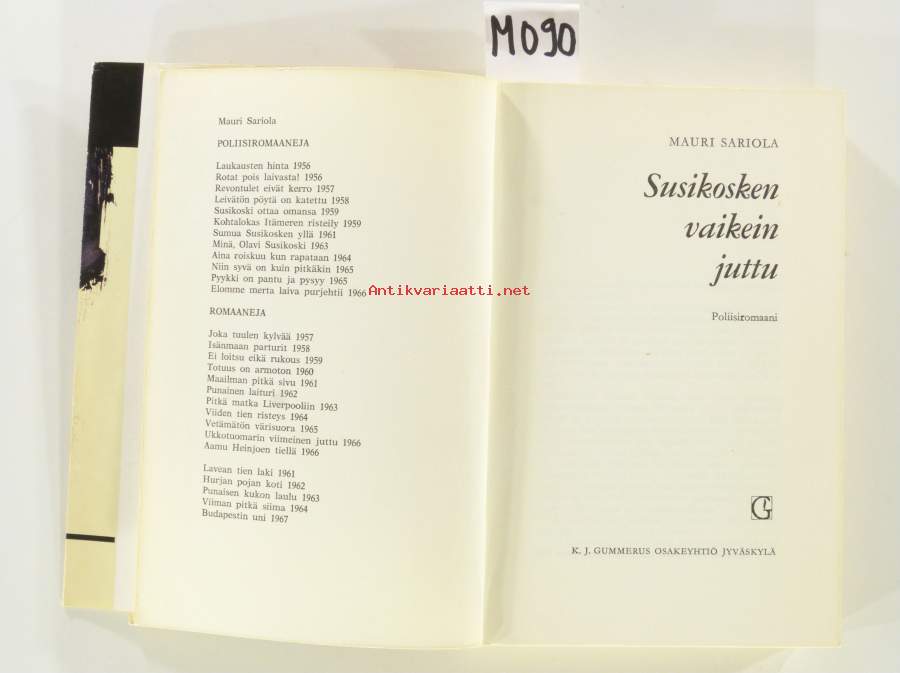 M090
Mauri Sariola
POLIISIROMAANEJA
Laukausten hinta 1956
Rotat pois laivasta! 1956
Revontulet eivät kerro 1957
Leivätön pöytä on katettu 1958
Susikoski ottaa omansa 1959
Kohtalokas Itämeren risteily 1959
Sumua Susikosken yllä 1961
Minä, Olavi Susikoski 1963
Aina roiskuu kun rapataan 1964
Niin syvä on kuin pitkäkin 1965
Pyykki on pantu ja pysyy 1965
Elomme merta laiva purjehtii 1966
ROMAANEJA
Joka tuulen kylvää 1957
Isänmaan parturit 1958
Ei loitsu eikä rukous 1959
Totuus on armoton 1960
Maailman pitkä sivu 1961
Punainen laituri 1962
Pitkä matka Liverpooliin 1963
Viiden tien risteys 1964
Vetämätön värisuora 1965
Ukkotuomarin viimeinen juttu 1966
Aamu Heinjoen tiellä 1966
Lavean tien laki 1961
Hurjan pojan koti 1962
Punaisen kukon laulu 1963
Viiman pitkä siima 1964
Budapestin uni 1967
Antikvariaatti.net
MAURI SARIOLA
Susikosken
vaikein
juttu
Poliisiromaani
G
K. J. GUMMERUS OSAKEYHTIÖ JYVÄSKYLÄ